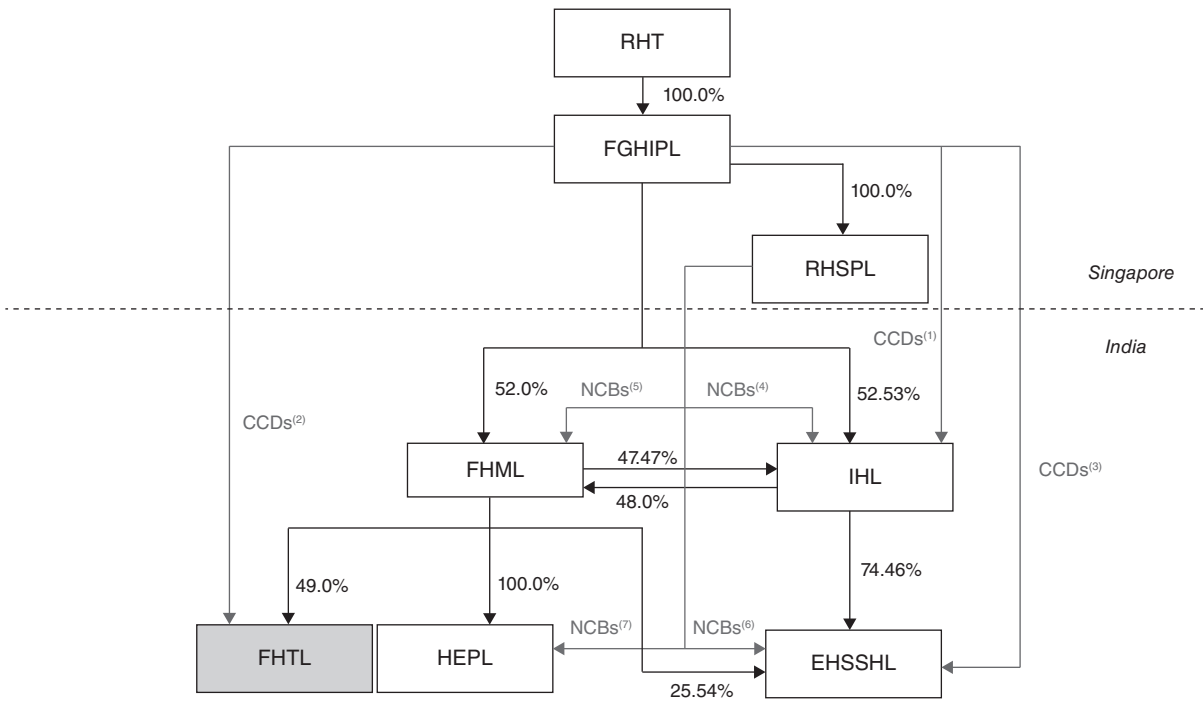 RHT
100.0%
FGHIPL
100.0%
RHSPL
Singapore
India
CCDs(1)
52.0%
NCBs(5)
NCBs(4)
52.53%
CCDs(2)
FHML
47.47%
48.0%
IHL
CCDs(3)
49.0%
100.0%
74.46%
NCBs(7)
NCBs(6)
FHTL
HEPL
EHSSHL
25.54%